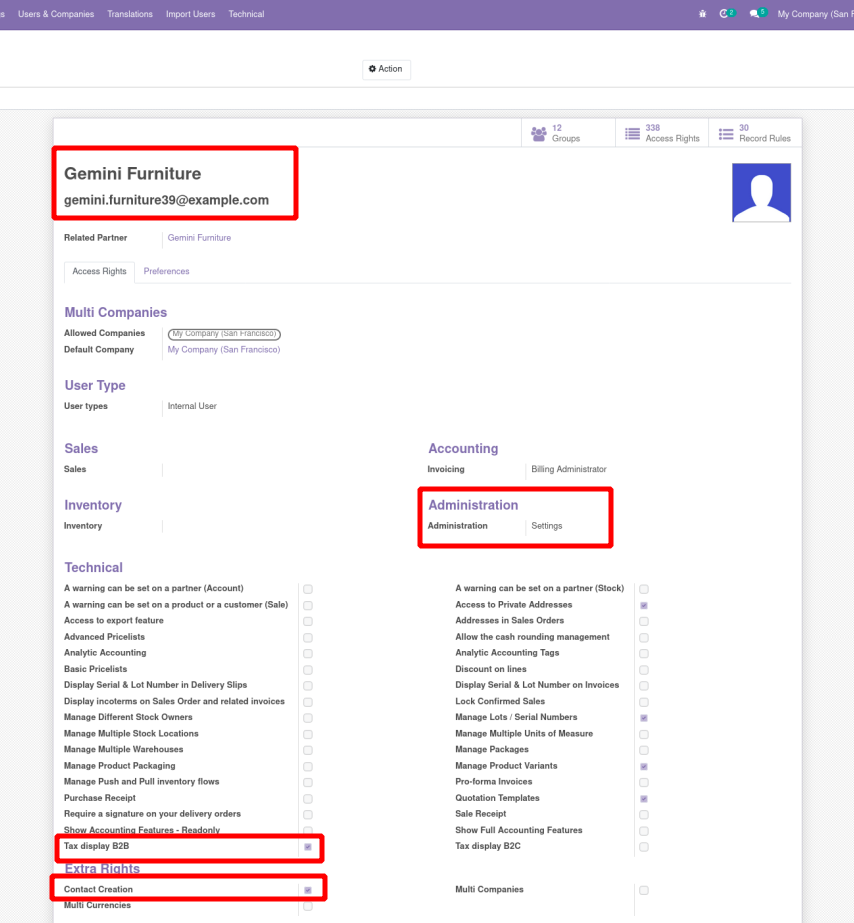 Users & Companies Translations Import Users Technical 2 5 My Company (San F
Action
12 Groups
338 Access Rights
30 Record Rules
Gemini Furniture
gemini.furniture39@example.com
Related Partner Gemini Furniture
Access Rights Preferences
Multi Companies
Allowed Companies My Company (San Francisco)
Default Company My Company (San Francisco)
User Type
User types Internal User
Sales Accounting
Sales Invoicing Billing Administrator
Inventory Administration
Inventory Administration Settings
Technical
A warning can be set on a partner (Account) A warning can be set on a partner (Stock)
A warning can be set on a product or a customer (Sale) Access to Private Addresses
Access to export feature Addresses in Sales Orders
Advanced Pricelists Allow the cash rounding management
Analytic Accounting Analytic Accounting Tags
Basic Pricelists Discount on lines
Display Serial & Lot Number in Delivery Slips Display Serial & Lot Number on Invoices
Display incoterms on Sales Order and related invoices Lock Confirmed Sales
Manage Different Stock Owners Manage Lots / Serial Numbers
Manage Multiple Stock Locations Manage Multiple Units of Measure
Manage Multiple Warehouses Manage Packages
Manage Product Packaging Manage Product Variants
Manage Push and Pull inventory flows Pro-forma Invoices
Purchase Receipt Quotation Templates
Require a signature on your delivery orders Sale Receipt
Show Accounting Features - Readonly Show Full Accounting Features
Tax display B2B Tax display B2C
Extra Rights
Contact Creation Multi Companies
Multi Currencies